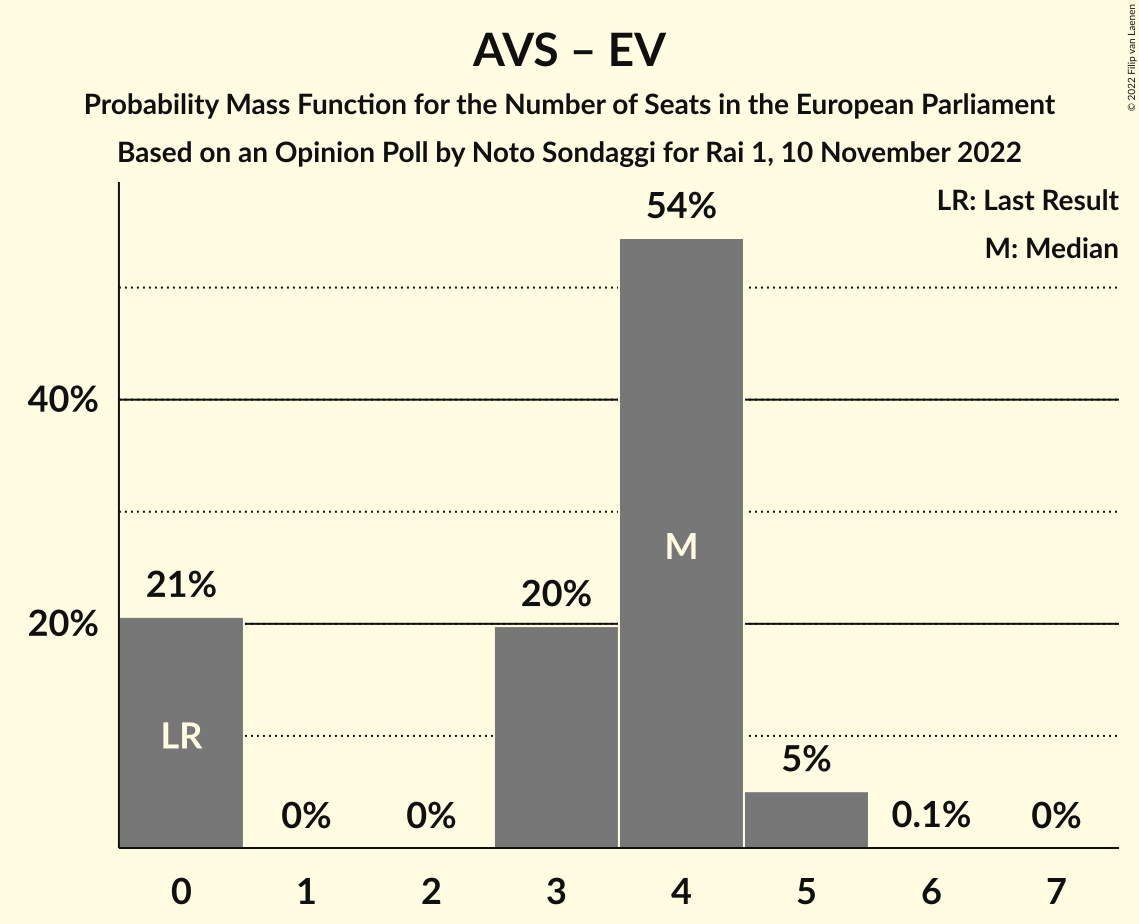 AVS – EV
Probability Mass Function for the Number of Seats in the European Parliament
Based on an Opinion Poll by Noto Sondaggi for Rai 1, 10 November 2022
© 2022 Filip van Laenen
LR: Last Result
M: Median
54%
40%
M
21%
20%
20%
LR
5%
0%
0%
0.1%
0%
0 1 2 3 4 5 6 7